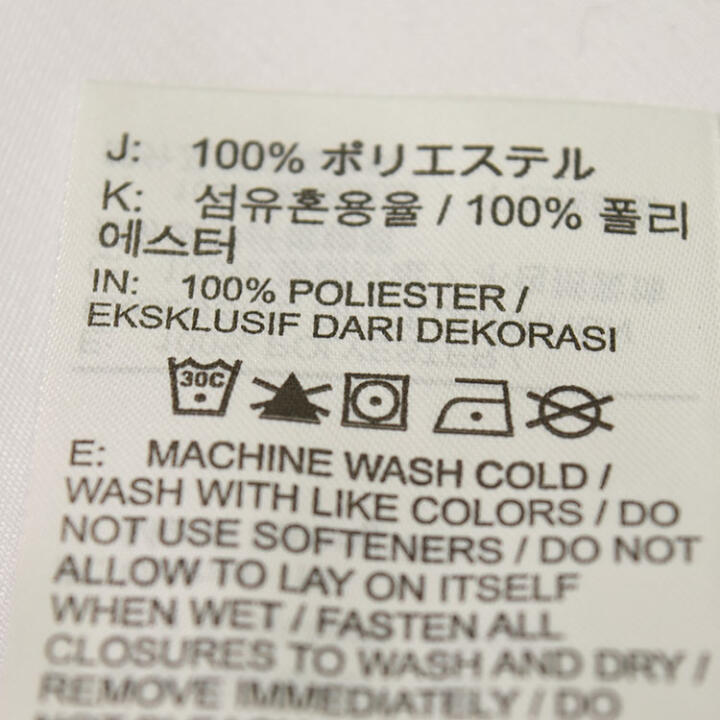 J: 100% ポリエステル
K: 섬유혼용율 / 100% 폴리
에스터
IN: 100% POLIESTER /
EKSKLUSIF DARI DEKORASI
30C
E: MACHINE WASH COLD /
WASH WITH LIKE COLORS / DO
NOT USE SOFTENERS / DO NOT
ALLOW TO LAY ON ITSELF
WHEN WET / FASTEN ALL
CLOSURES TO WASH AND DRY /
REMOVE IMMEDIATELY / DO